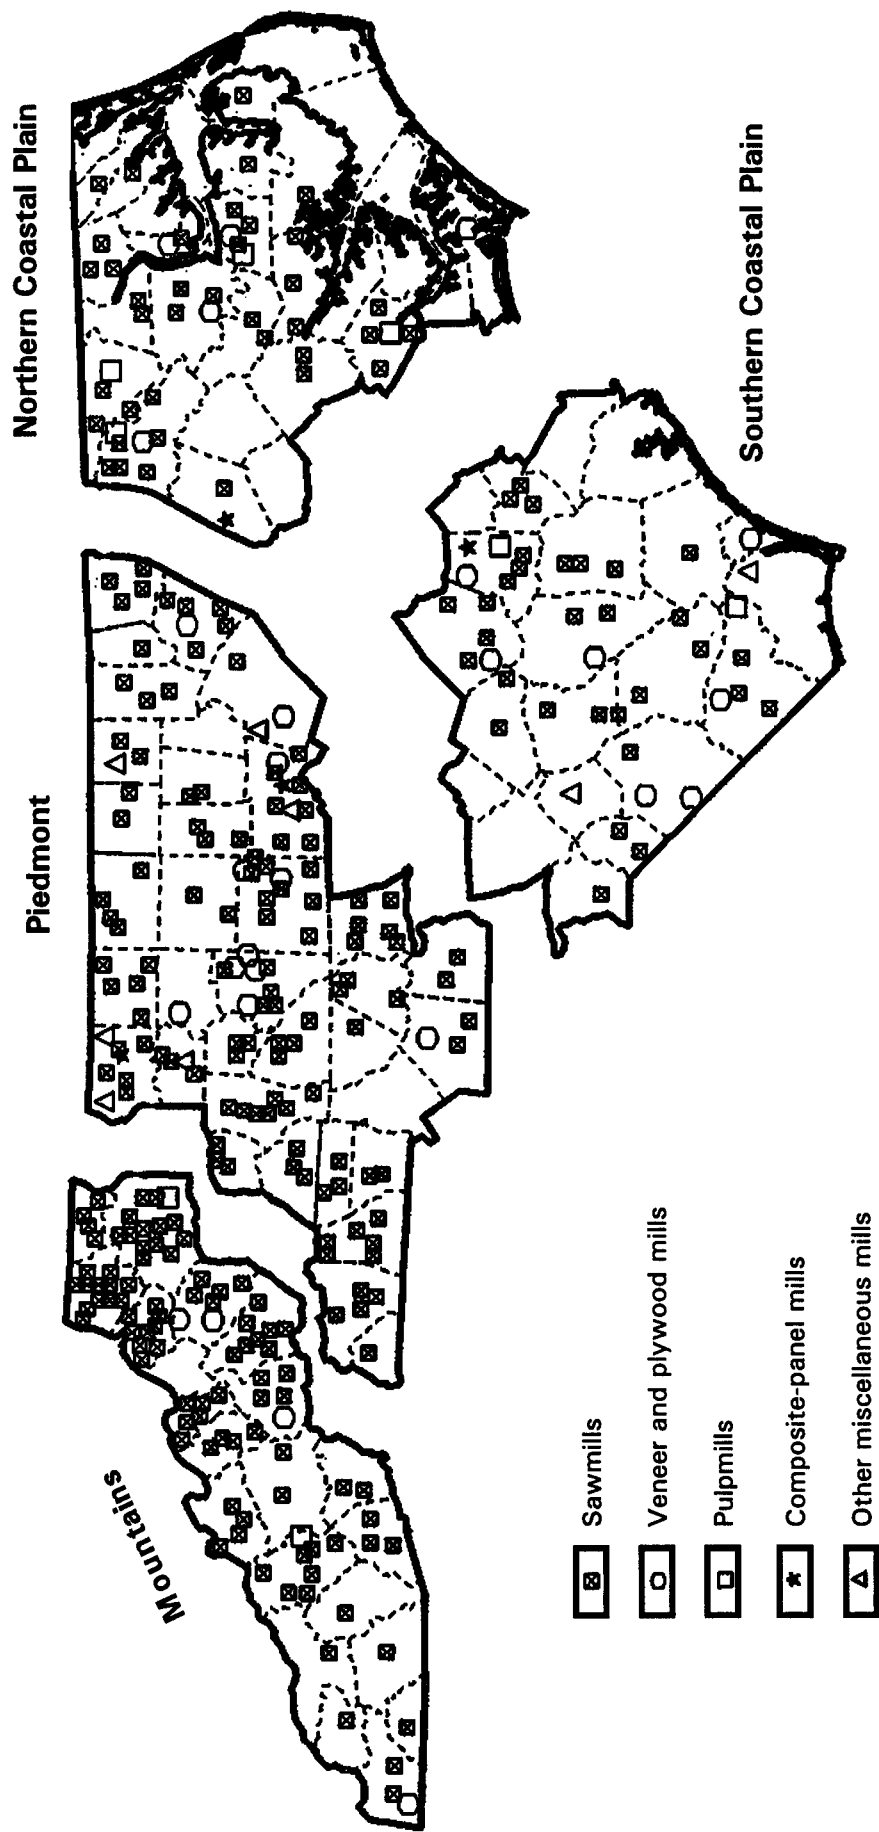 Mountains
Piedmont
Northern Coastal Plain
Southern Coastal Plain
Sawmills
Veneer and plywood mills
Pulpmills
Composite-panel mills
Other miscellaneous mills